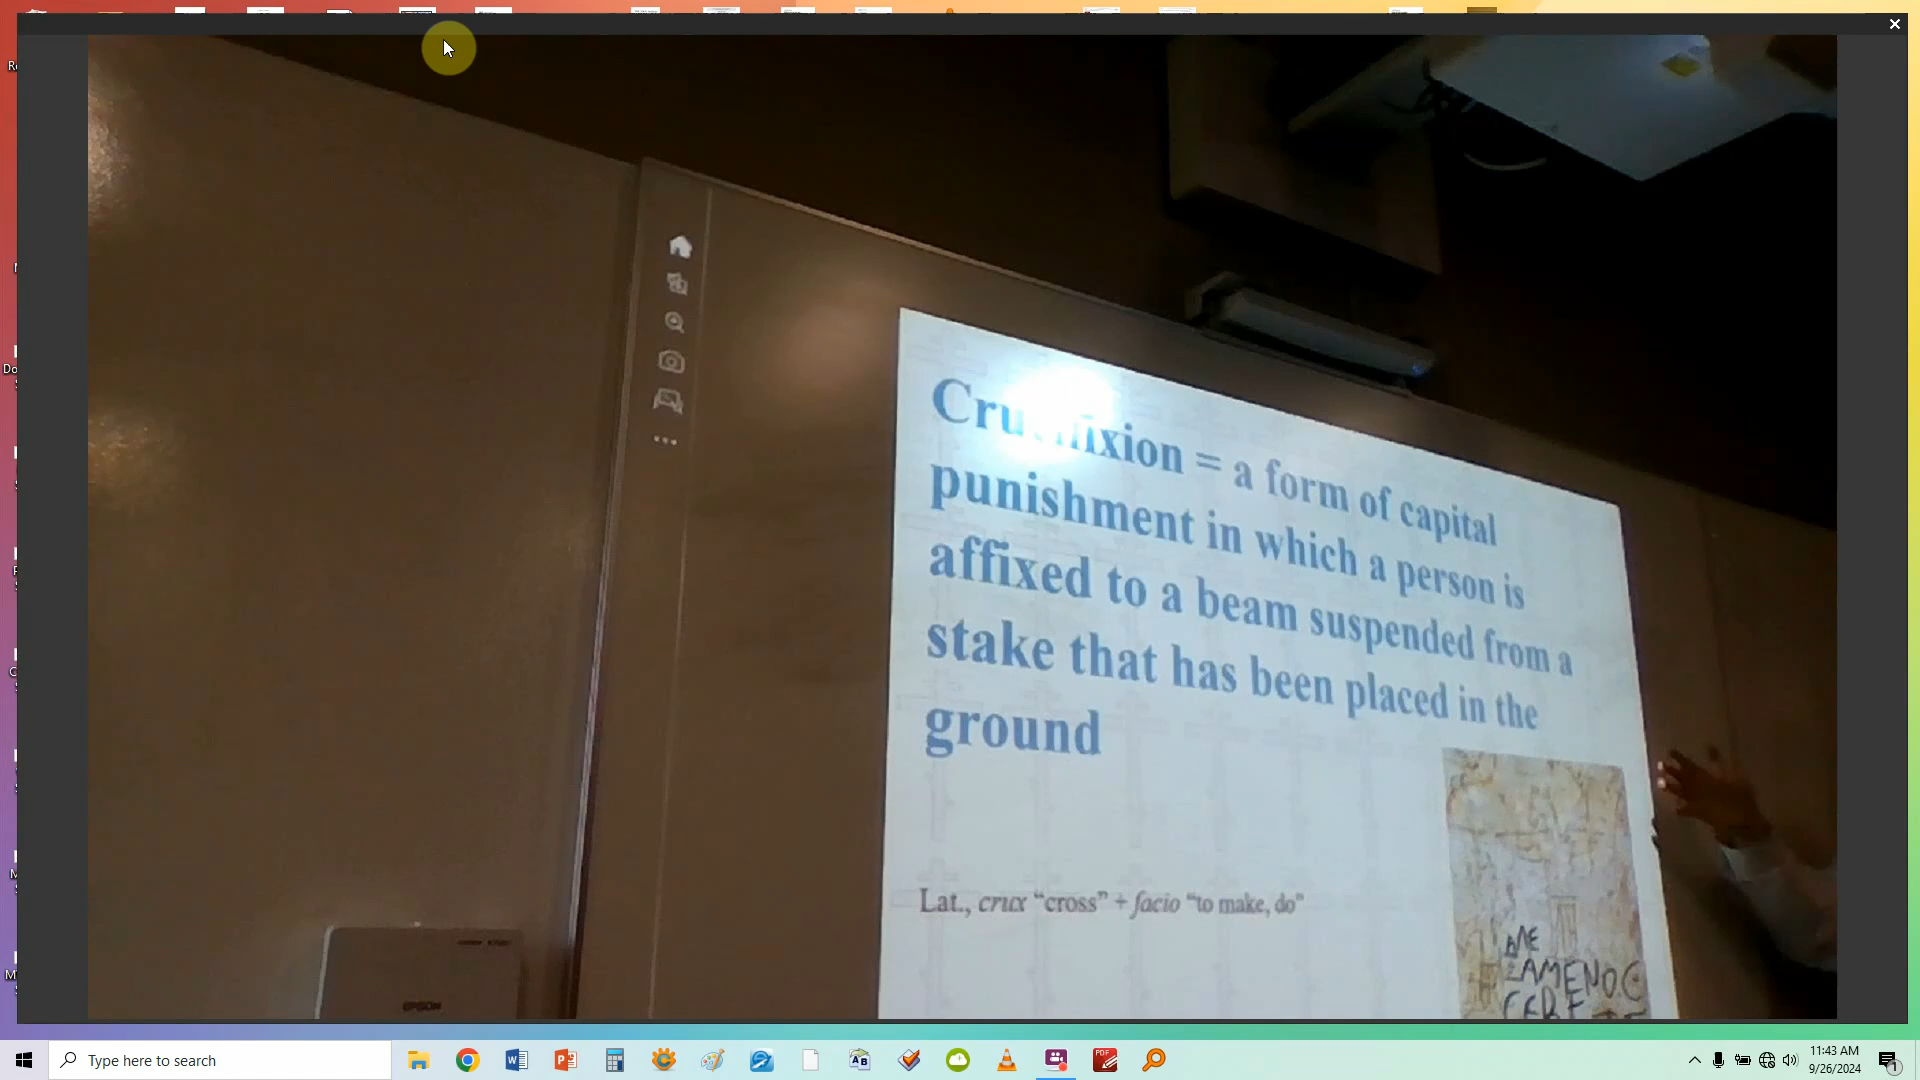 Crucifixion = a form of capital
punishment in which a person is
affixed to a beam suspended from a
stake that has been placed in the
ground
Lat., crux “cross” + facio “to make, do”
EPSON
Type here to search
11:43 AM
9/26/2024